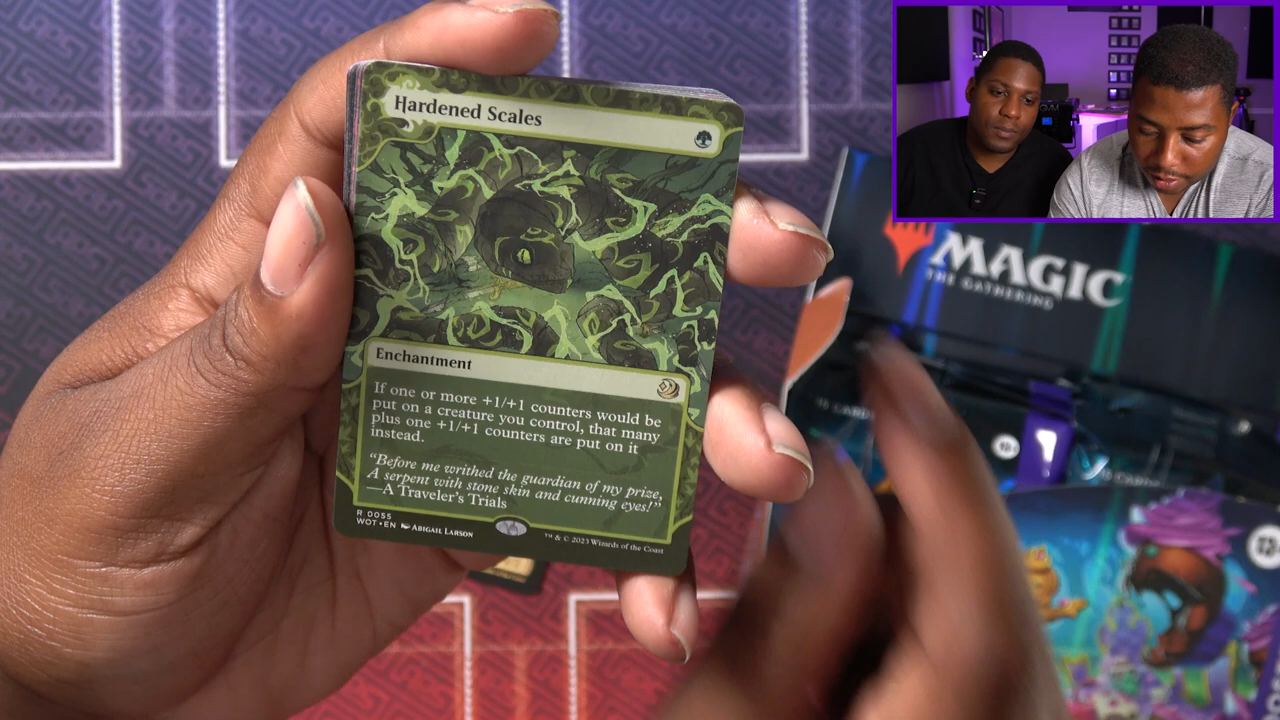 Hardened Scales
Enchantment
If one or more +1/+1 counters would be
put on a creature you control, that many
plus one +1/+1 counters are put on it
instead.
“Before me writhed the guardian of my prize,
A serpent with stone skin and cunning eyes!”
—A Traveler's Trials
R 0055
WOT • EN ABIGAIL LARSON
™ & © 2023 Wizards of the Coast
MAGIC
THE GATHERING
15 CARDS
GVM